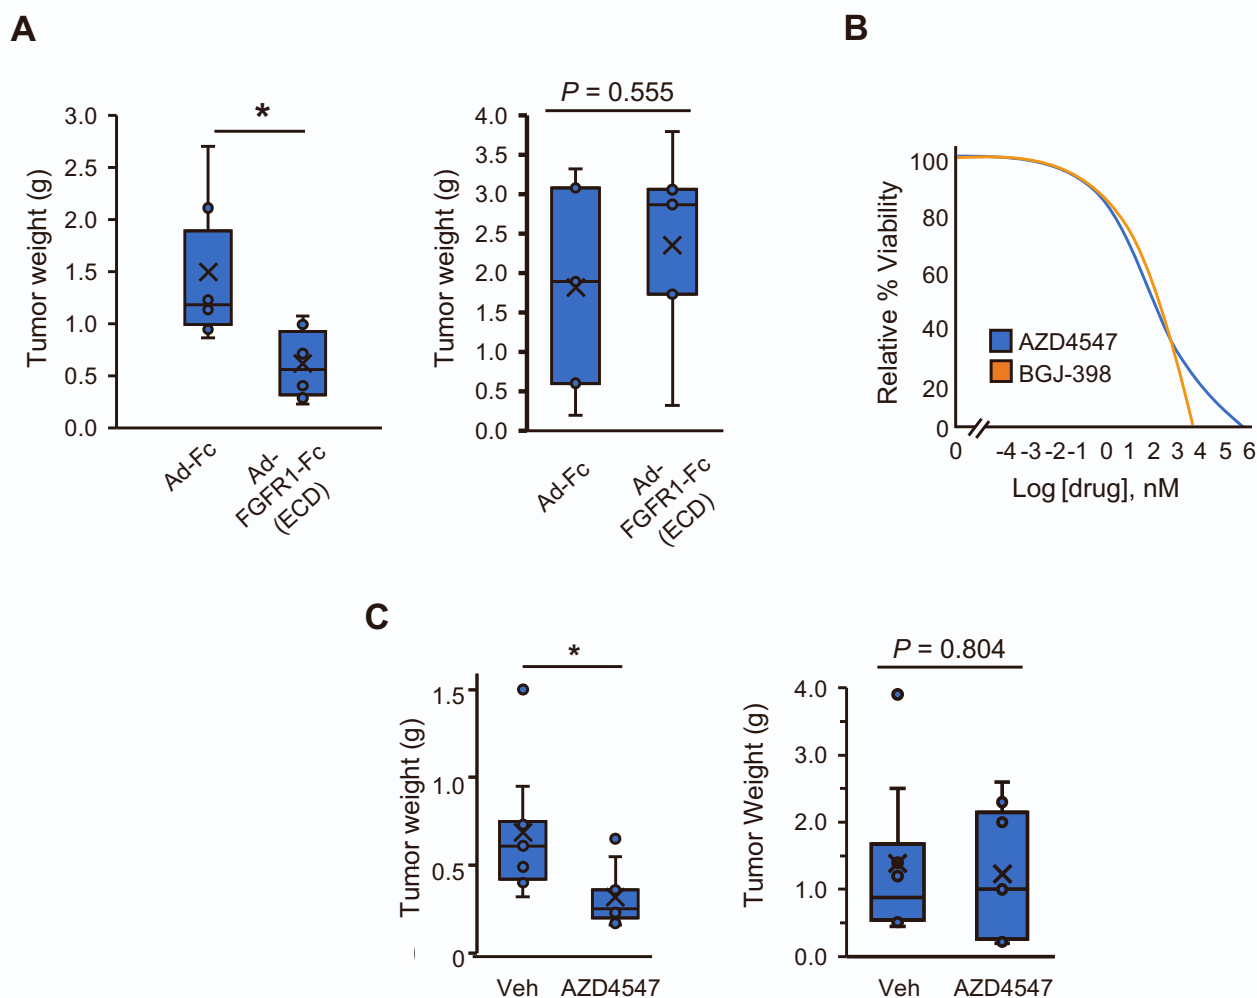 A
B
*
P = 0.555
3.0
2.5
2.0
1.5
1.0
0.5
0.0
Tumor weight (g)
Ad-Fc
Ad-
FGFR1-Fc
(ECD)
4.0
3.5
3.0
2.5
2.0
1.5
1.0
0.5
0.0
Tumor weight (g)
Ad-Fc
Ad-
FGFR1-Fc
(ECD)
100
80
60
40
20
0
Relative % Viability
AZD4547
BGJ-398
0 -4 -3 -2 -1 0 1 2 3 4 5 6
Log [drug], nM
C
*
P = 0.804
1.5
1.0
0.5
0
Tumor weight (g)
Veh AZD4547
4.0
3.0
2.0
1.0
0.0
Tumor Weight (g)
Veh AZD4547